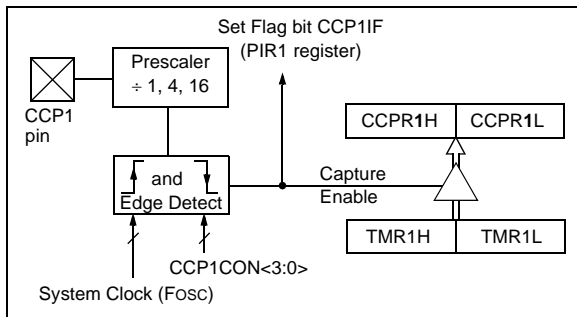 Set Flag bit CCP1IF
(PIR1 register)
Prescaler
÷ 1, 4, 16
CCP1
pin
CCPR1H CCPR1L
and
Edge Detect
Capture
Enable
TMR1H TMR1L
CCP1CON<3:0>
System Clock (FOSC)